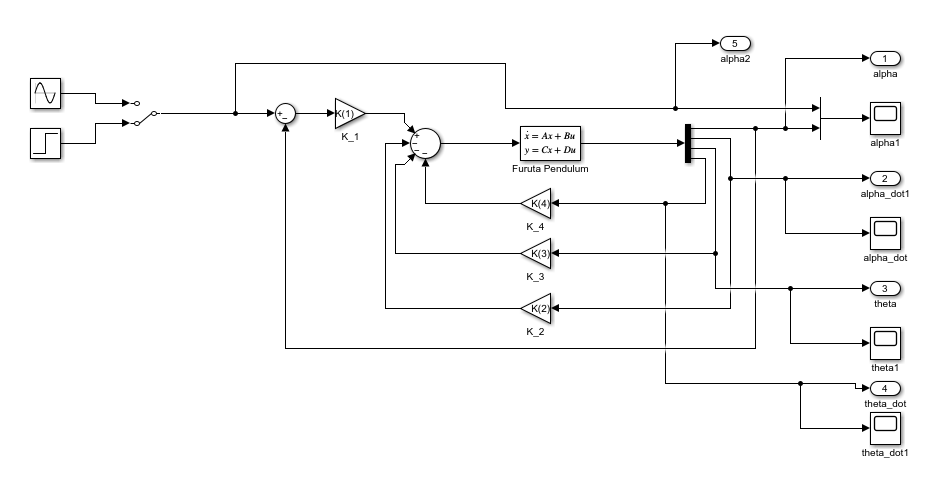 5
alpha2
1
alpha
alpha1
K(1)
K_1
+
_
+
_
_
_
ẋ = Ax + Bu
y = Cx + Du
Furuta Pendulum
2
alpha_dot1
K(4)
K_4
alpha_dot
K(3)
K_3
3
theta
K(2)
K_2
theta1
4
theta_dot
theta_dot1